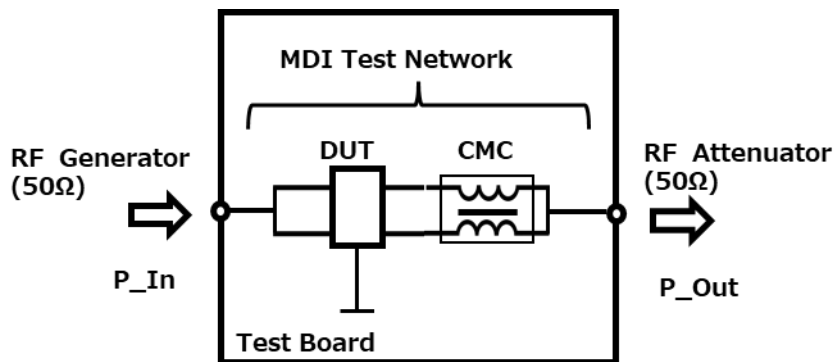 MDI Test Network
RF Generator
(50Ω)
DUT
CMC
RF Attenuator
(50Ω)
P_In
P_Out
Test Board